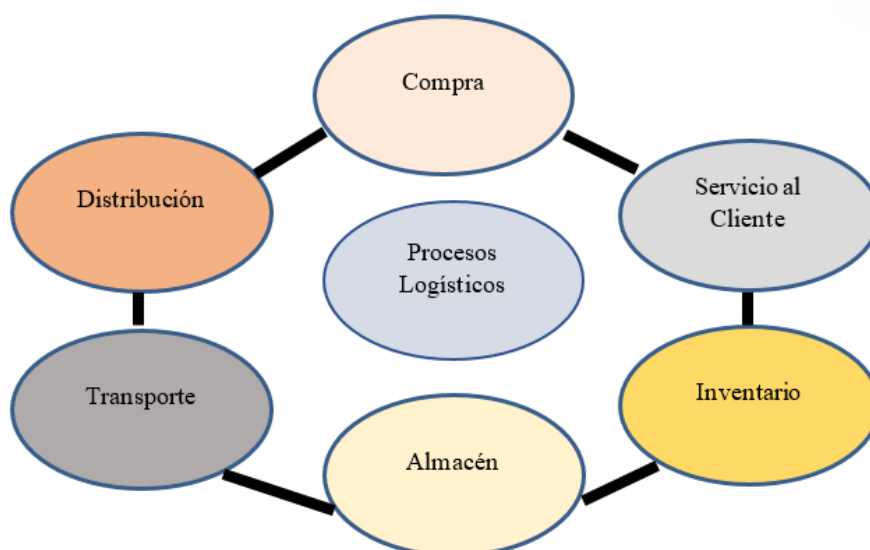 Compra
Distribución
Servicio al
Cliente
Procesos
Logísticos
Transporte
Inventario
Almacén